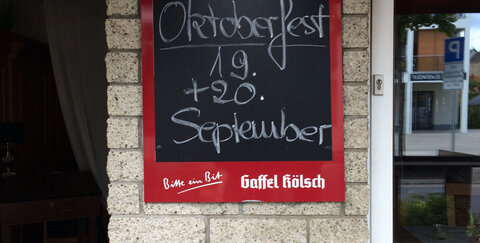 Oktoberfest
19.
+20.
September
Bitte ein Bit
Gaffel Kölsch
P